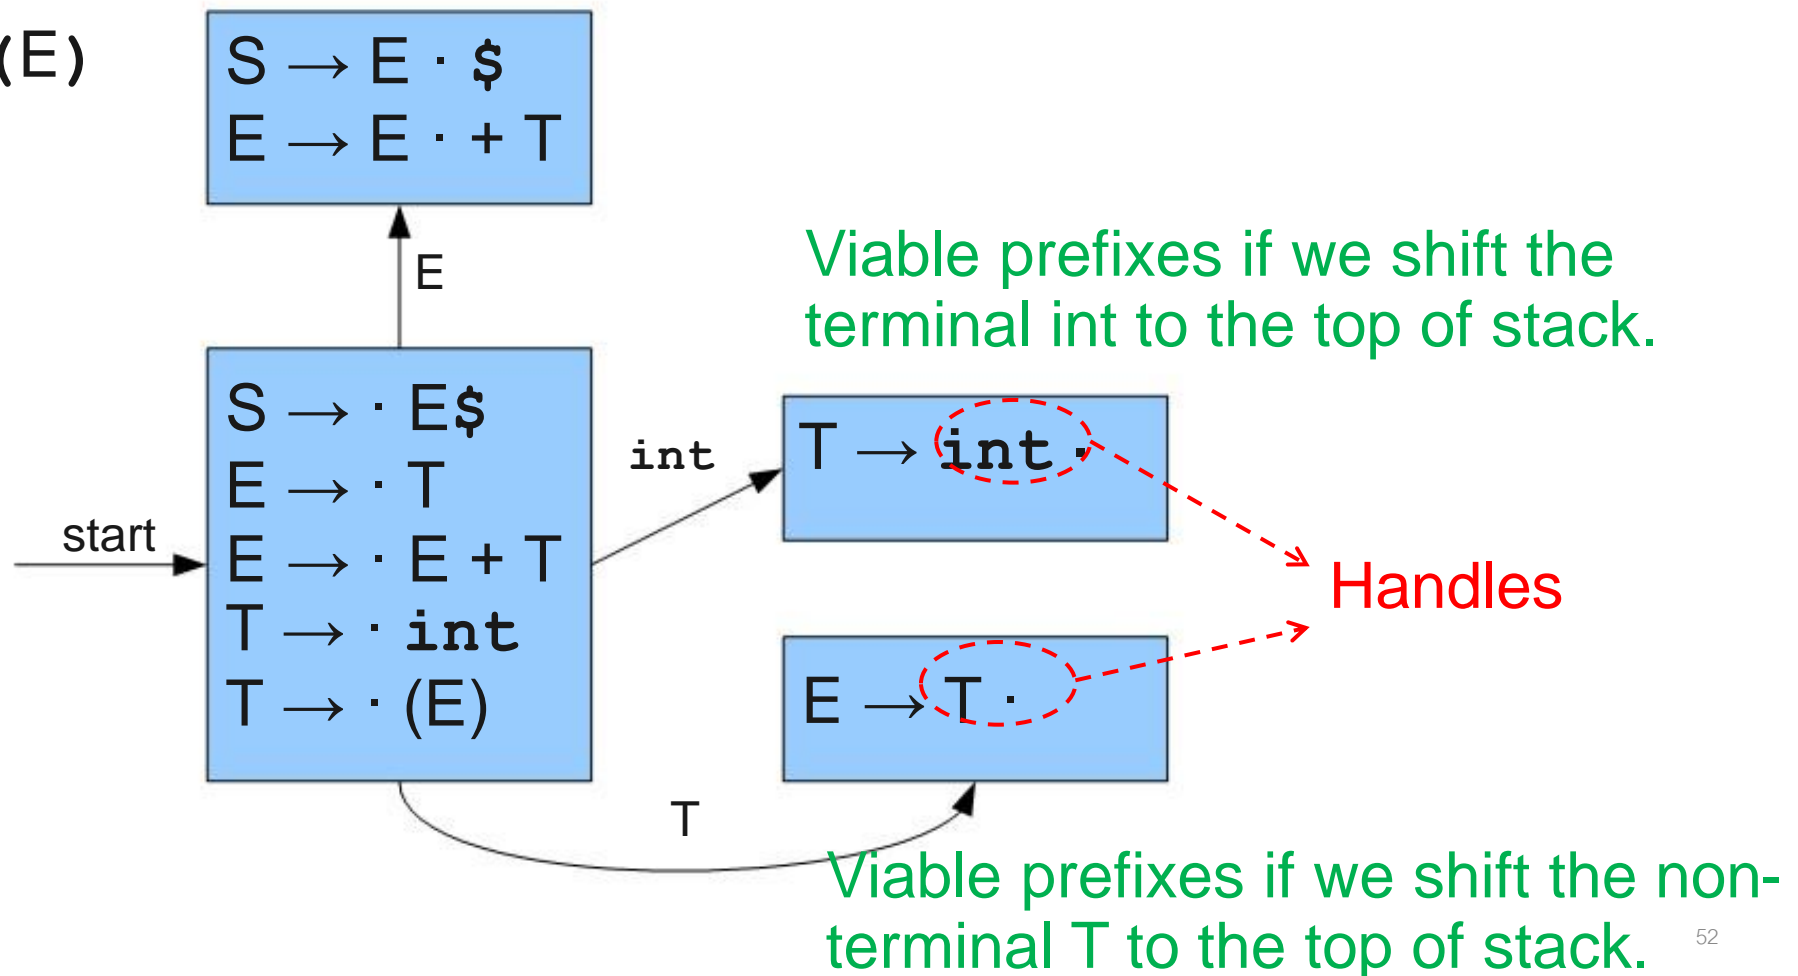 (E)
S → E · $
E → E · + T
E
Viable prefixes if we shift the
terminal int to the top of stack.
start
S → · E$
E → · T
E → · E + T
T → · int
T → · (E)
int
T → int ·
Handles
E → T ·
T
Viable prefixes if we shift the non-
terminal T to the top of stack.
52